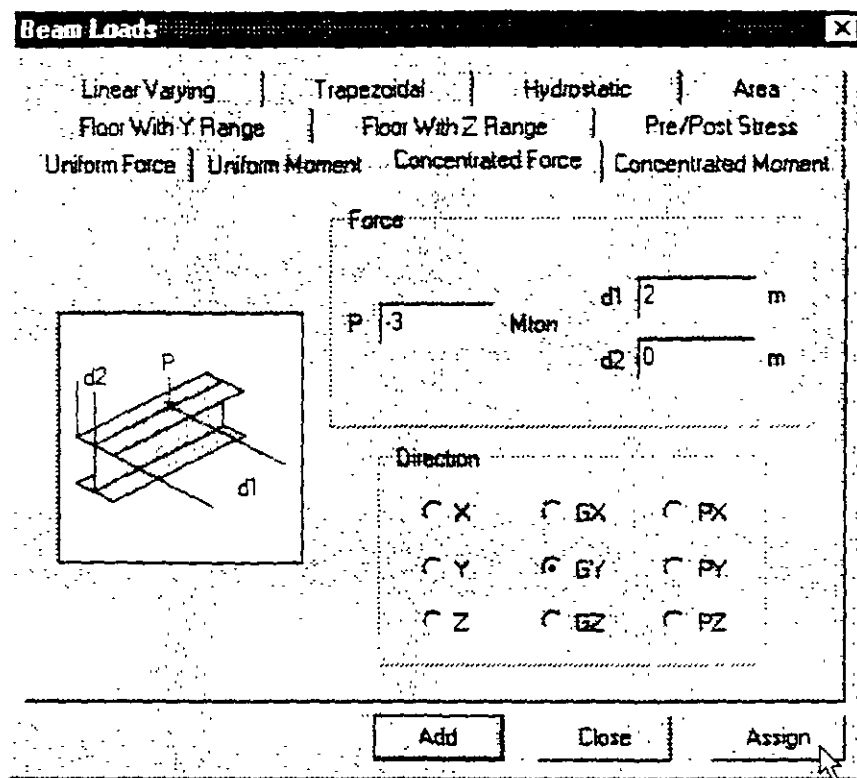 Beam Loads
Linear Varying Trapezoidal Hydrostatic Area
Floor With Y Range Floor With Z Range Pre/Post Stress
Uniform Force Uniform Moment Concentrated Force Concentrated Moment
Force
P -3 Mton
d1 2 m
d2 0 m
d2 P d1
Direction
X GX PX
Y GY PY
Z GZ PZ
Add Close Assign